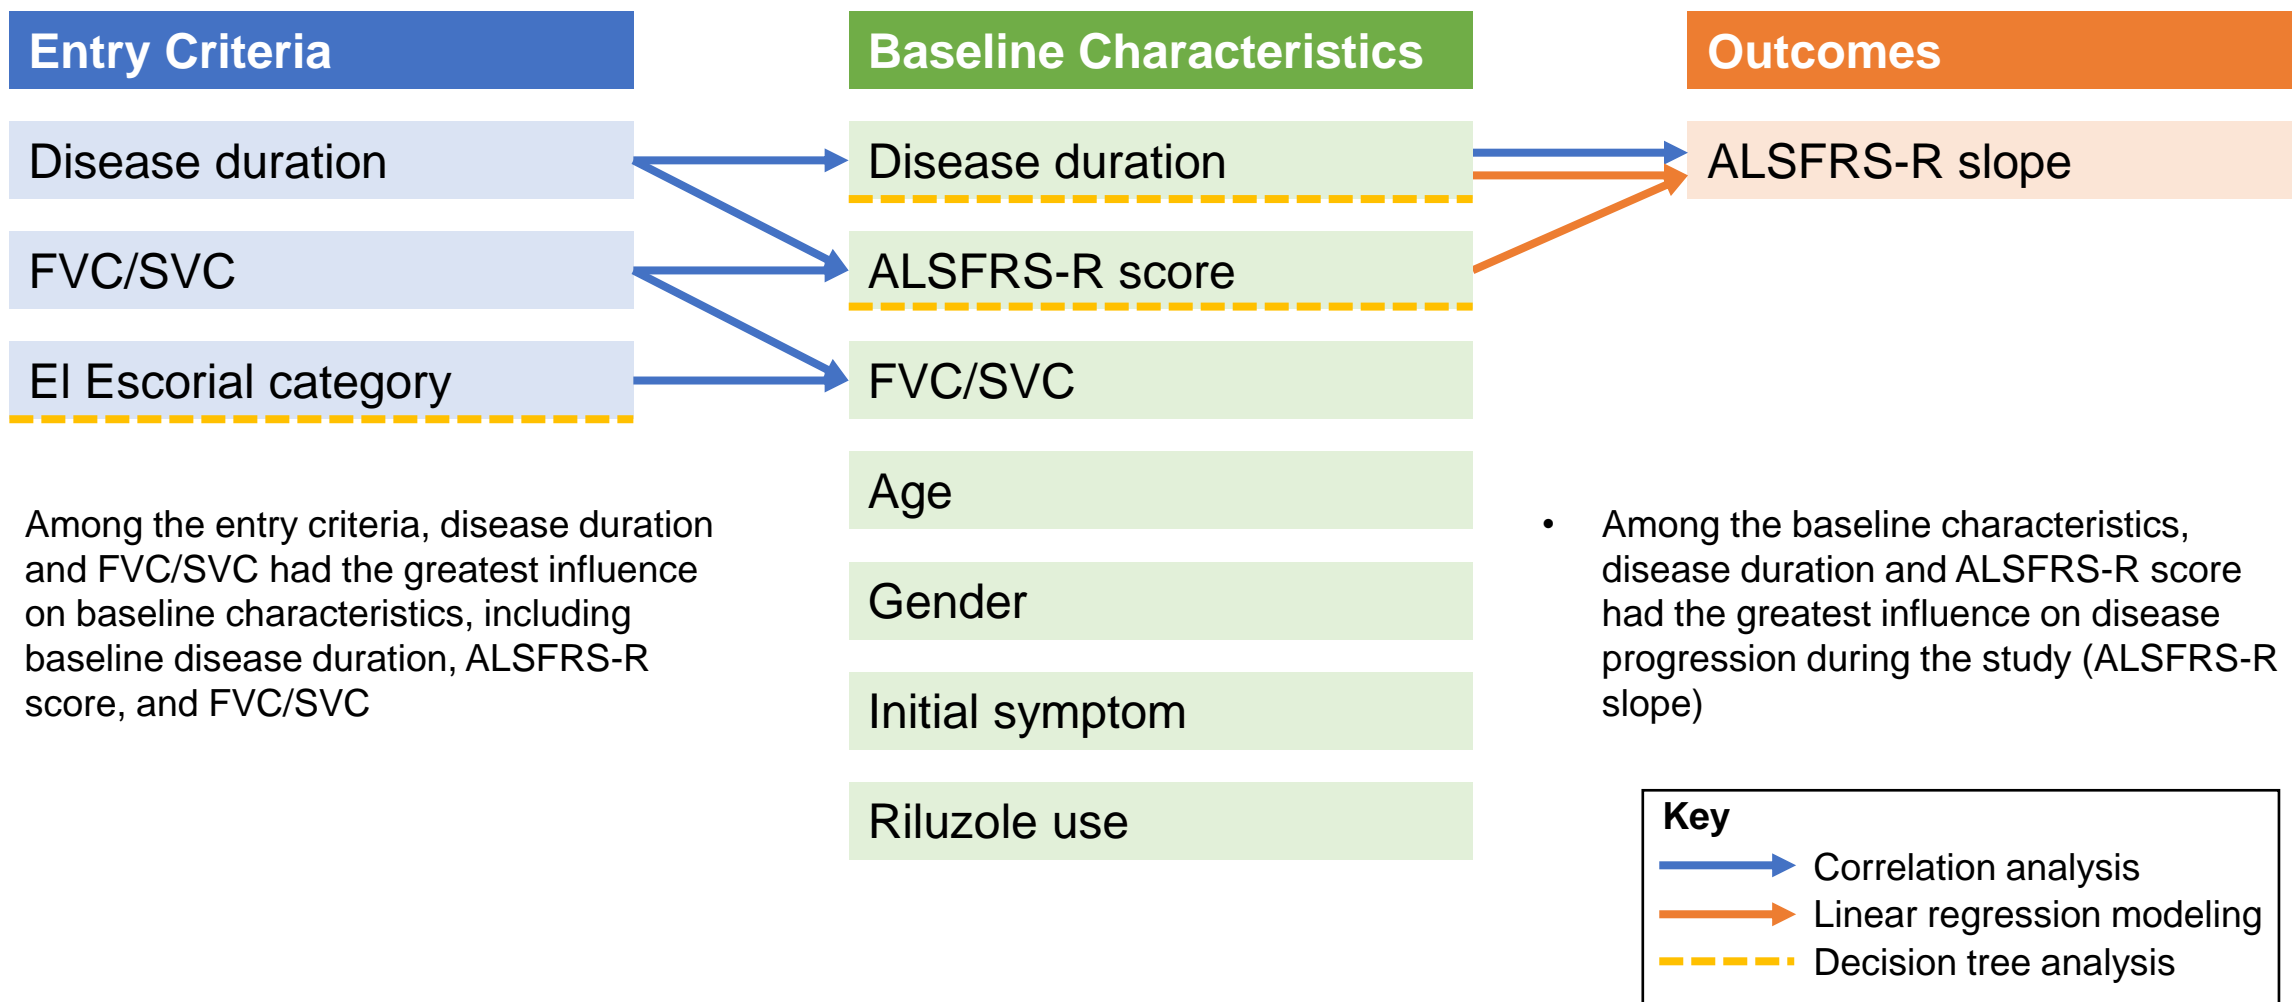 Entry Criteria
Disease duration
FVC/SVC
El Escorial category
Among the entry criteria, disease duration
and FVC/SVC had the greatest influence
on baseline characteristics, including
baseline disease duration, ALSFRS-R
score, and FVC/SVC
Baseline Characteristics
Disease duration
ALSFRS-R score
FVC/SVC
Age
Gender
Initial symptom
Riluzole use
Outcomes
ALSFRS-R slope
• Among the baseline characteristics,
disease duration and ALSFRS-R score
had the greatest influence on disease
progression during the study (ALSFRS-R
slope)
Key
Correlation analysis
Linear regression modeling
Decision tree analysis